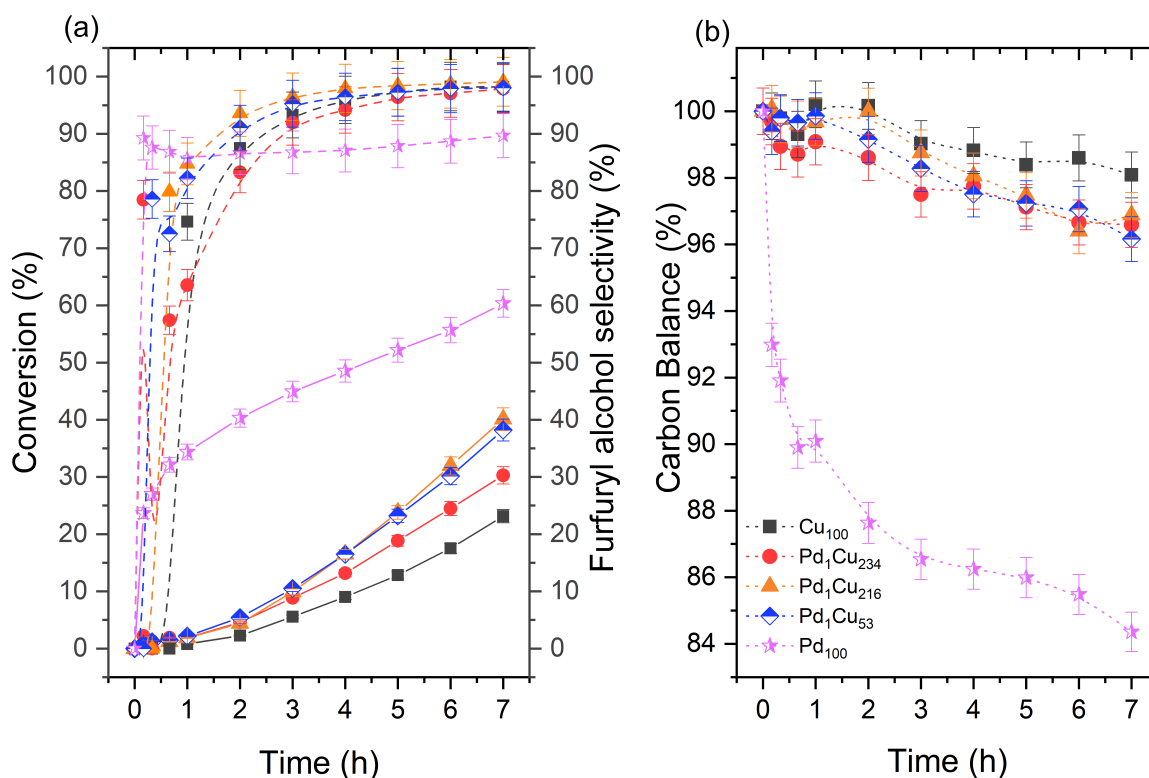 (a)
100
90
80
70
60
50
40
30
20
10
0
Conversion (%)
0 1 2 3 4 5 6 7
Time (h)
100
90
80
70
60
50
40
30
20
10
0
Furfuryl alcohol selectivity (%)
(b)
100
98
96
94
92
90
88
86
84
Carbon Balance (%)
Cu₁₀₀
Pd₁Cu₂₃₄
Pd₁Cu₂₁₆
Pd₁Cu₅₃
Pd₁₀₀
0 1 2 3 4 5 6 7
Time (h)